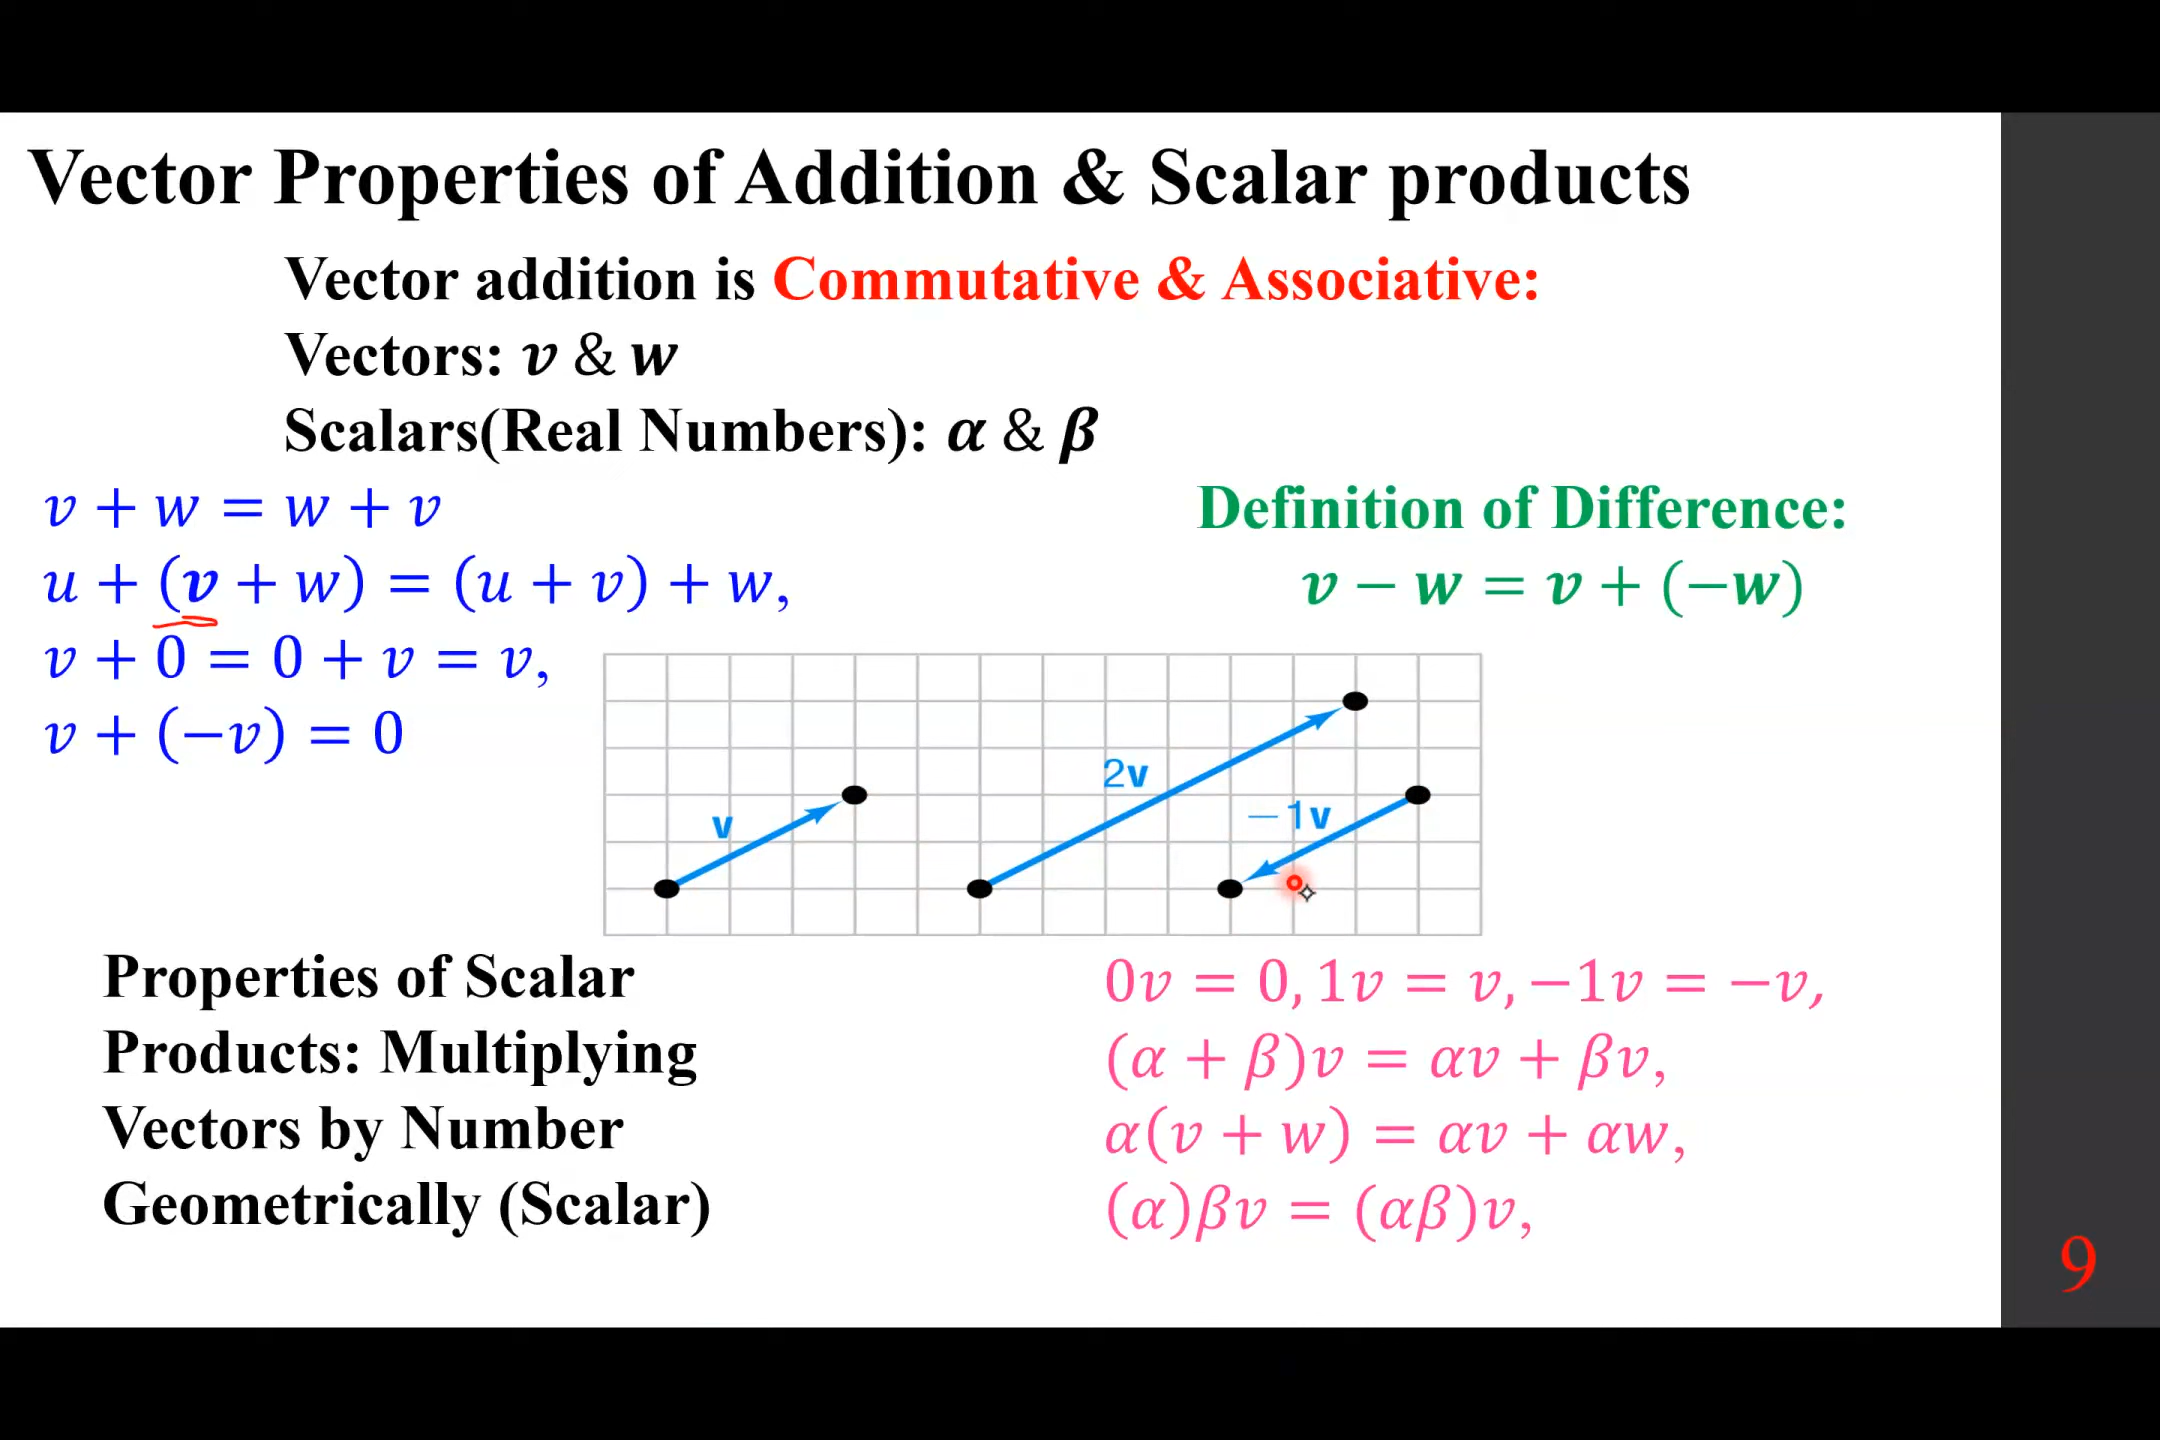 Vector Properties of Addition & Scalar products
Vector addition is Commutative & Associative:
Vectors: v & w
Scalars(Real Numbers): α & β
v + w = w + v
u + (v + w) = (u + v) + w,
v + 0 = 0 + v = v,
v + (−v) = 0
Definition of Difference:
v − w = v + (−w)
v
2v
−1v
Properties of Scalar
Products: Multiplying
Vectors by Number
Geometrically (Scalar)
0v = 0, 1v = v, −1v = −v,
(α + β)v = αv + βv,
α(v + w) = αv + αw,
(α)βv = (αβ)v,
9